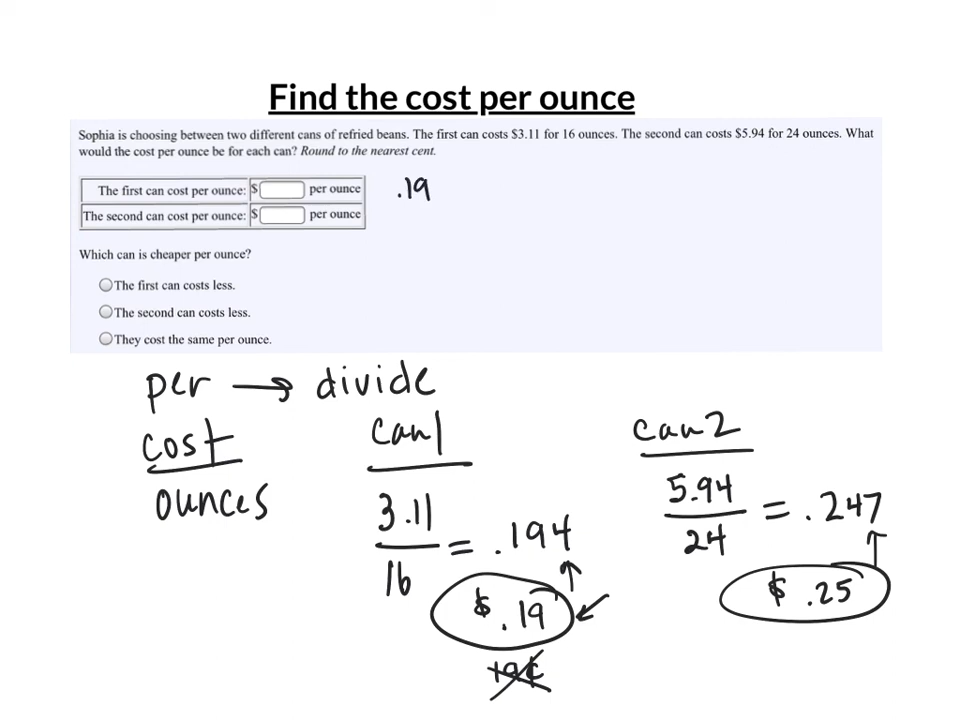 Find the cost per ounce
Sophia is choosing between two different cans of refried beans. The first can costs $3.11 for 16 ounces. The second can costs $5.94 for 24 ounces. What
would the cost per ounce be for each can? Round to the nearest cent.
The first can cost per ounce: $ per ounce .19
The second can cost per ounce: $ per ounce
Which can is cheaper per ounce?
The first can costs less.
The second can costs less.
They cost the same per ounce.
per → divide
cost
ounces
can 1
3.11
16
= .194
$ .19
19¢
can 2
5.94
24
= .247
$ .25